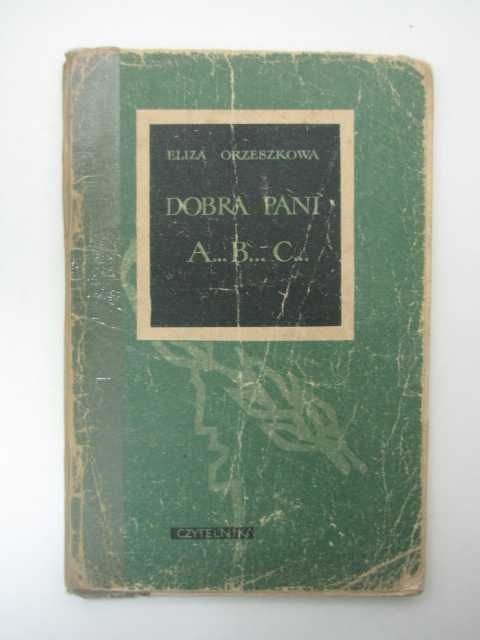 ELIZA ORZESZKOWA
DOBRA PANI
A... B... C...
CZYTELNIK